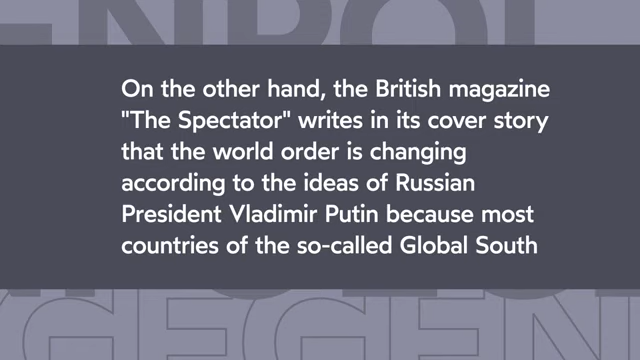 ENPOL
On the other hand, the British magazine
"The Spectator" writes in its cover story
that the world order is changing
according to the ideas of Russian
President Vladimir Putin because most
countries of the so-called Global South
GEGEN